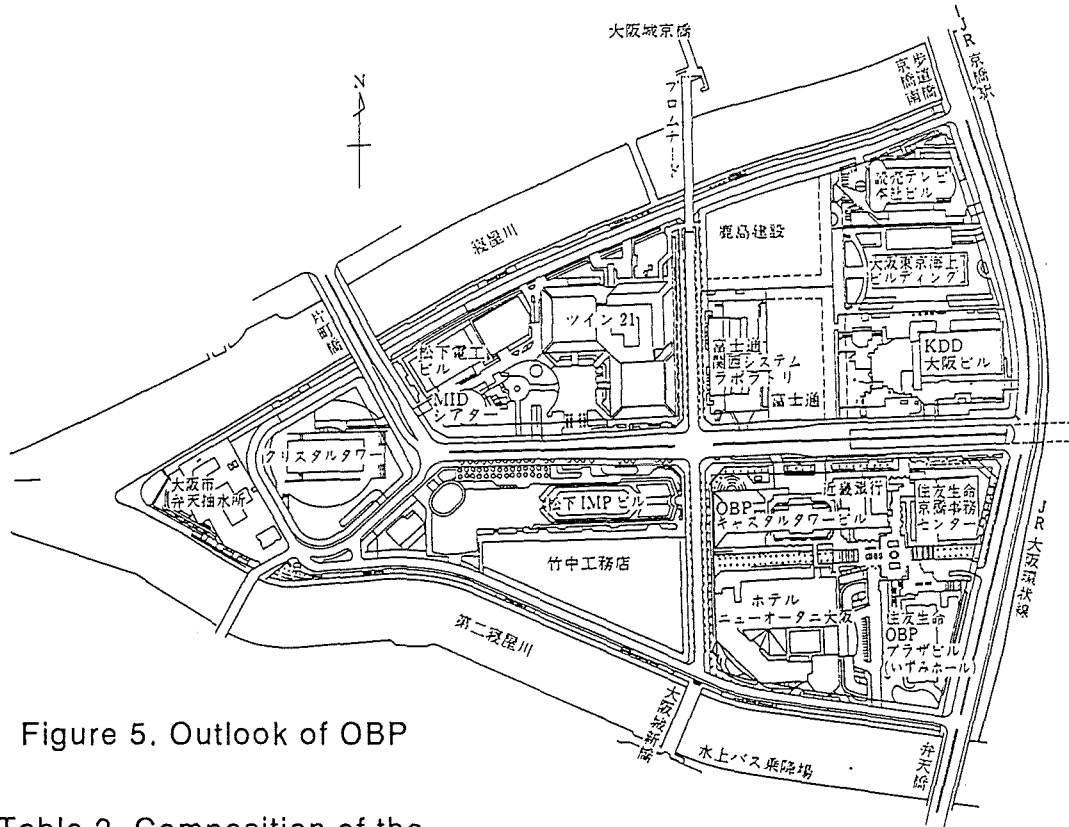 大阪城京橋
プロムナード
JR京橋駅
京橋
歩道
南橋
N
読売テレビ
本社ビル
鹿島建設
寝屋川
大阪東京海上
ビルディング
片町橋
ツイン21
松下電工
ビル
富士通
関西システム
ラボラトリ
富士通
KDD
大阪ビル
MID
シアター
クリスタルタワー
大阪市
弁天抽水所
松下IMPビル
OBP
キャスタルタワービル
近畿銀行
住友生命
京橋事務
センター
JR大阪環状線
竹中工務店
ホテル
ニューオータニ大阪
住友生命
OBP
プラザビル
(いずみホール)
第二寝屋川
大阪城新橋
水上バス乗降場
弁天橋
Figure 5. Outlook of OBP
Table 2. Composition of the